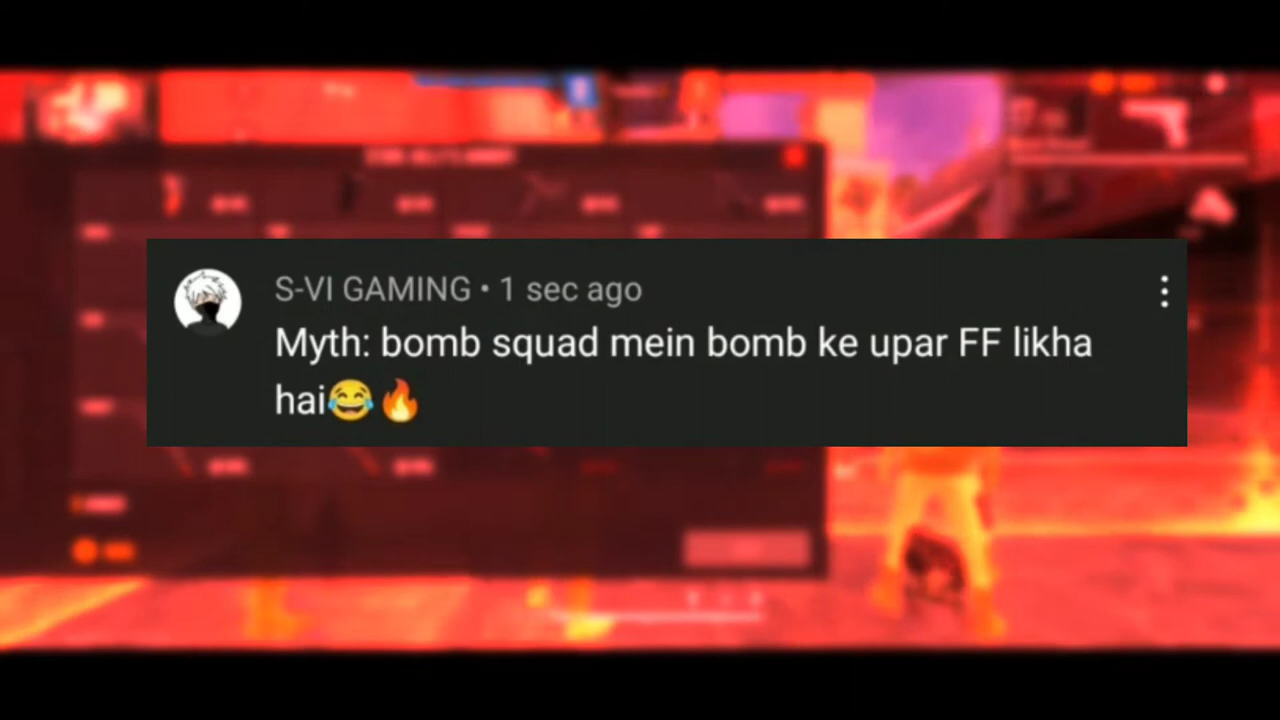 S-VI GAMING • 1 sec ago
Myth: bomb squad mein bomb ke upar FF likha
hai😂🔥